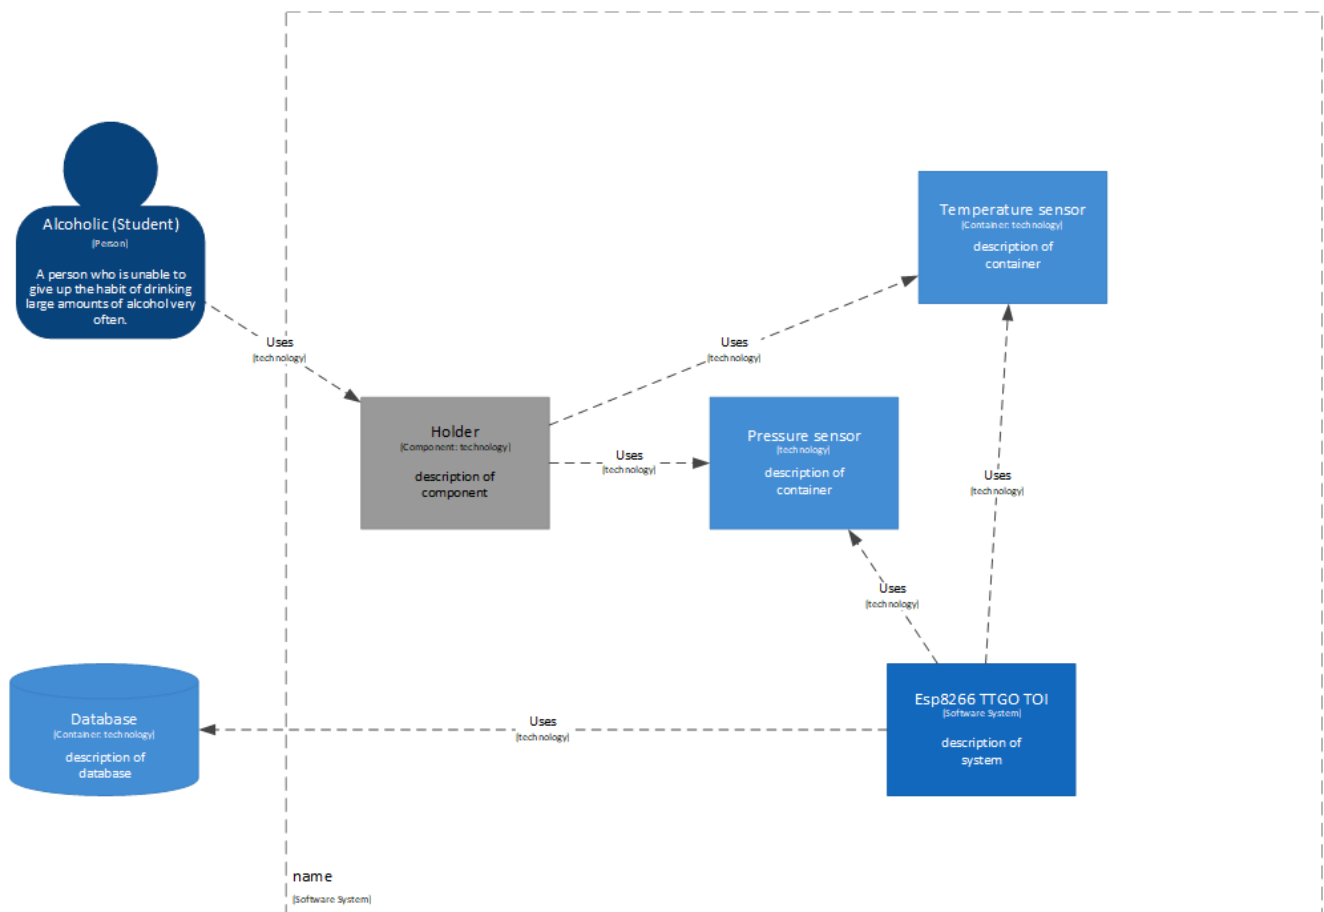 Alcoholic (Student)
[Person]
A person who is unable to
give up the habit of drinking
large amounts of alcohol very
often.
Uses
[technology]
Temperature sensor
[Container: technology]
description of
container
Uses
[technology]
Holder
[Component: technology]
description of
component
Uses
[technology]
Pressure sensor
[technology]
description of
container
Uses
[technology]
Uses
[technology]
Esp8266 TTGO TOI
[Software System]
description of
system
Uses
[technology]
Database
[Container: technology]
description of
database
name
[Software System]